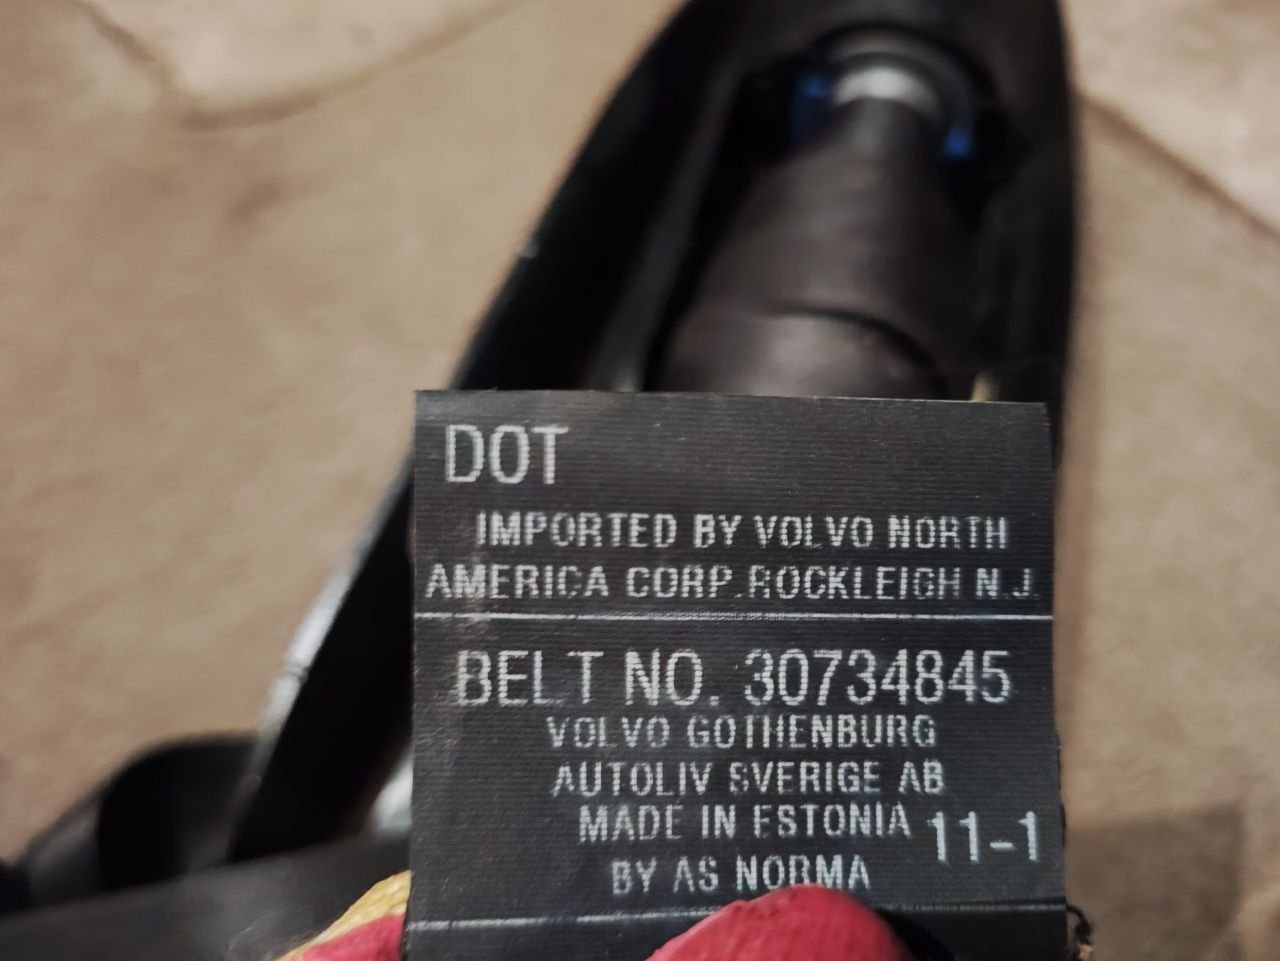 DOT
IMPORTED BY VOLVO NORTH
AMERICA CORP.ROCKLEIGH N.J.
BELT NO. 30734845
VOLVO GOTHENBURG
AUTOLIV SVERIGE AB
MADE IN ESTONIA 11-1
BY AS NORMA